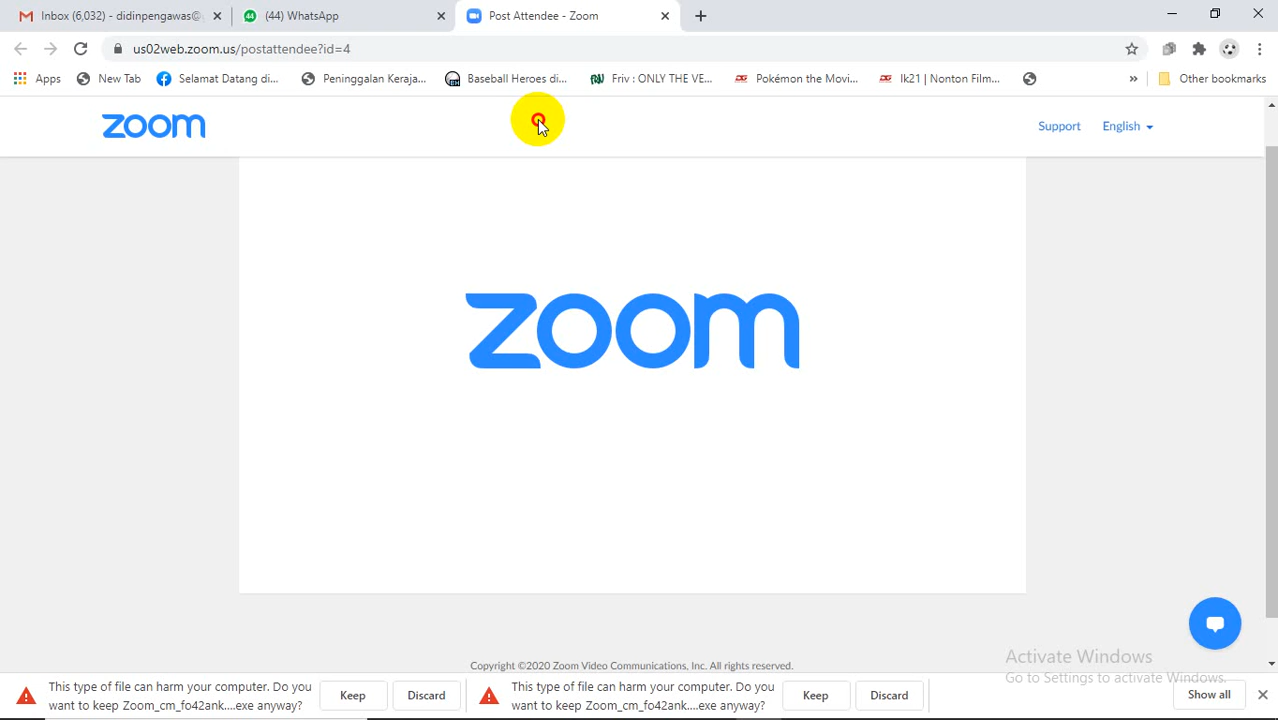 Inbox (6,032) - didinpengawas@
(44) WhatsApp
Post Attendee - Zoom
us02web.zoom.us/postattendee?id=4
Apps
New Tab
Selamat Datang di...
Peninggalan Keraja...
Baseball Heroes di...
Friv : ONLY THE VE...
Pokémon the Movi...
lk21 | Nonton Film...
»
Other bookmarks
zoom
Support
English
zoom
Copyright ©2020 Zoom Video Communications, Inc. All rights reserved.
Activate Windows
Go to Settings to activate Windows.
This type of file can harm your computer. Do you
want to keep Zoom_cm_fo42ank....exe anyway?
Keep
Discard
This type of file can harm your computer. Do you
want to keep Zoom_cm_fo42ank....exe anyway?
Keep
Discard
Show all